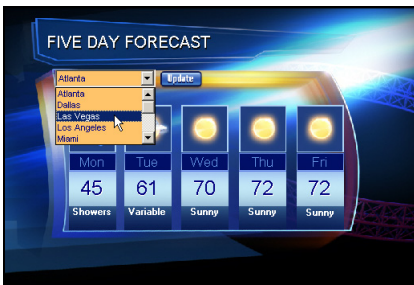 FIVE DAY FORECAST
Atlanta Update
Atlanta
Dallas
Las Vegas
Los Angeles
Miami
Mon Tue Wed Thu Fri
45 61 70 72 72
Showers Variable Sunny Sunny Sunny